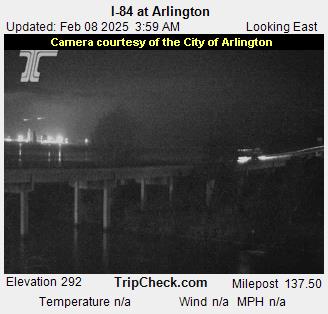 I-84 at Arlington
Updated: Feb 08 2025 3:59 AM Looking East
Camera courtesy of the City of Arlington
Elevation 292 TripCheck.com Milepost 137.50
Temperature n/a Wind n/a MPH n/a